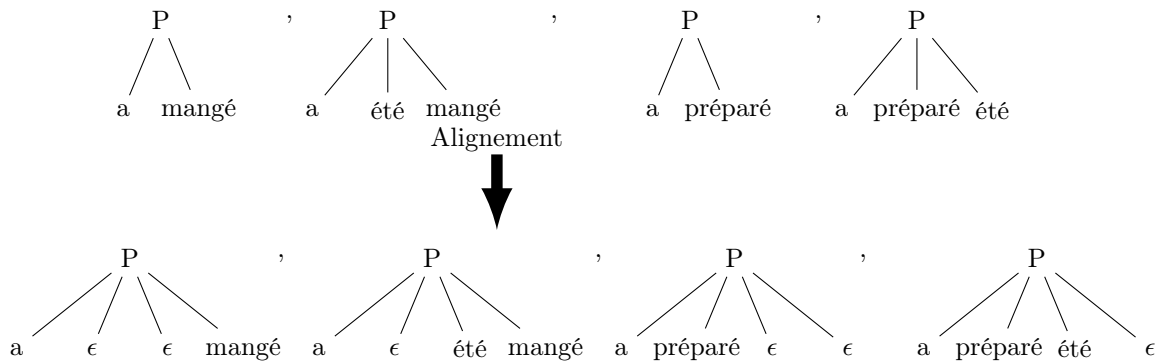 P , P , P , P
a mangé a été mangé a préparé a préparé été
Alignement
P , P , P , P
a ϵ ϵ mangé a ϵ été mangé a préparé ϵ ϵ a préparé été ϵ